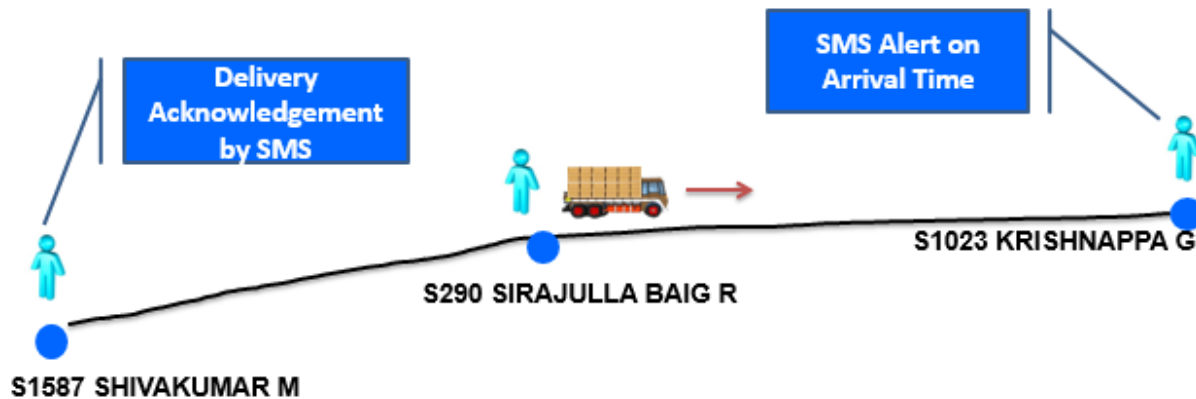 Delivery
Acknowledgement
by SMS
SMS Alert on
Arrival Time
S1023 KRISHNAPPA G
S290 SIRAJULLA BAIG R
S1587 SHIVAKUMAR M